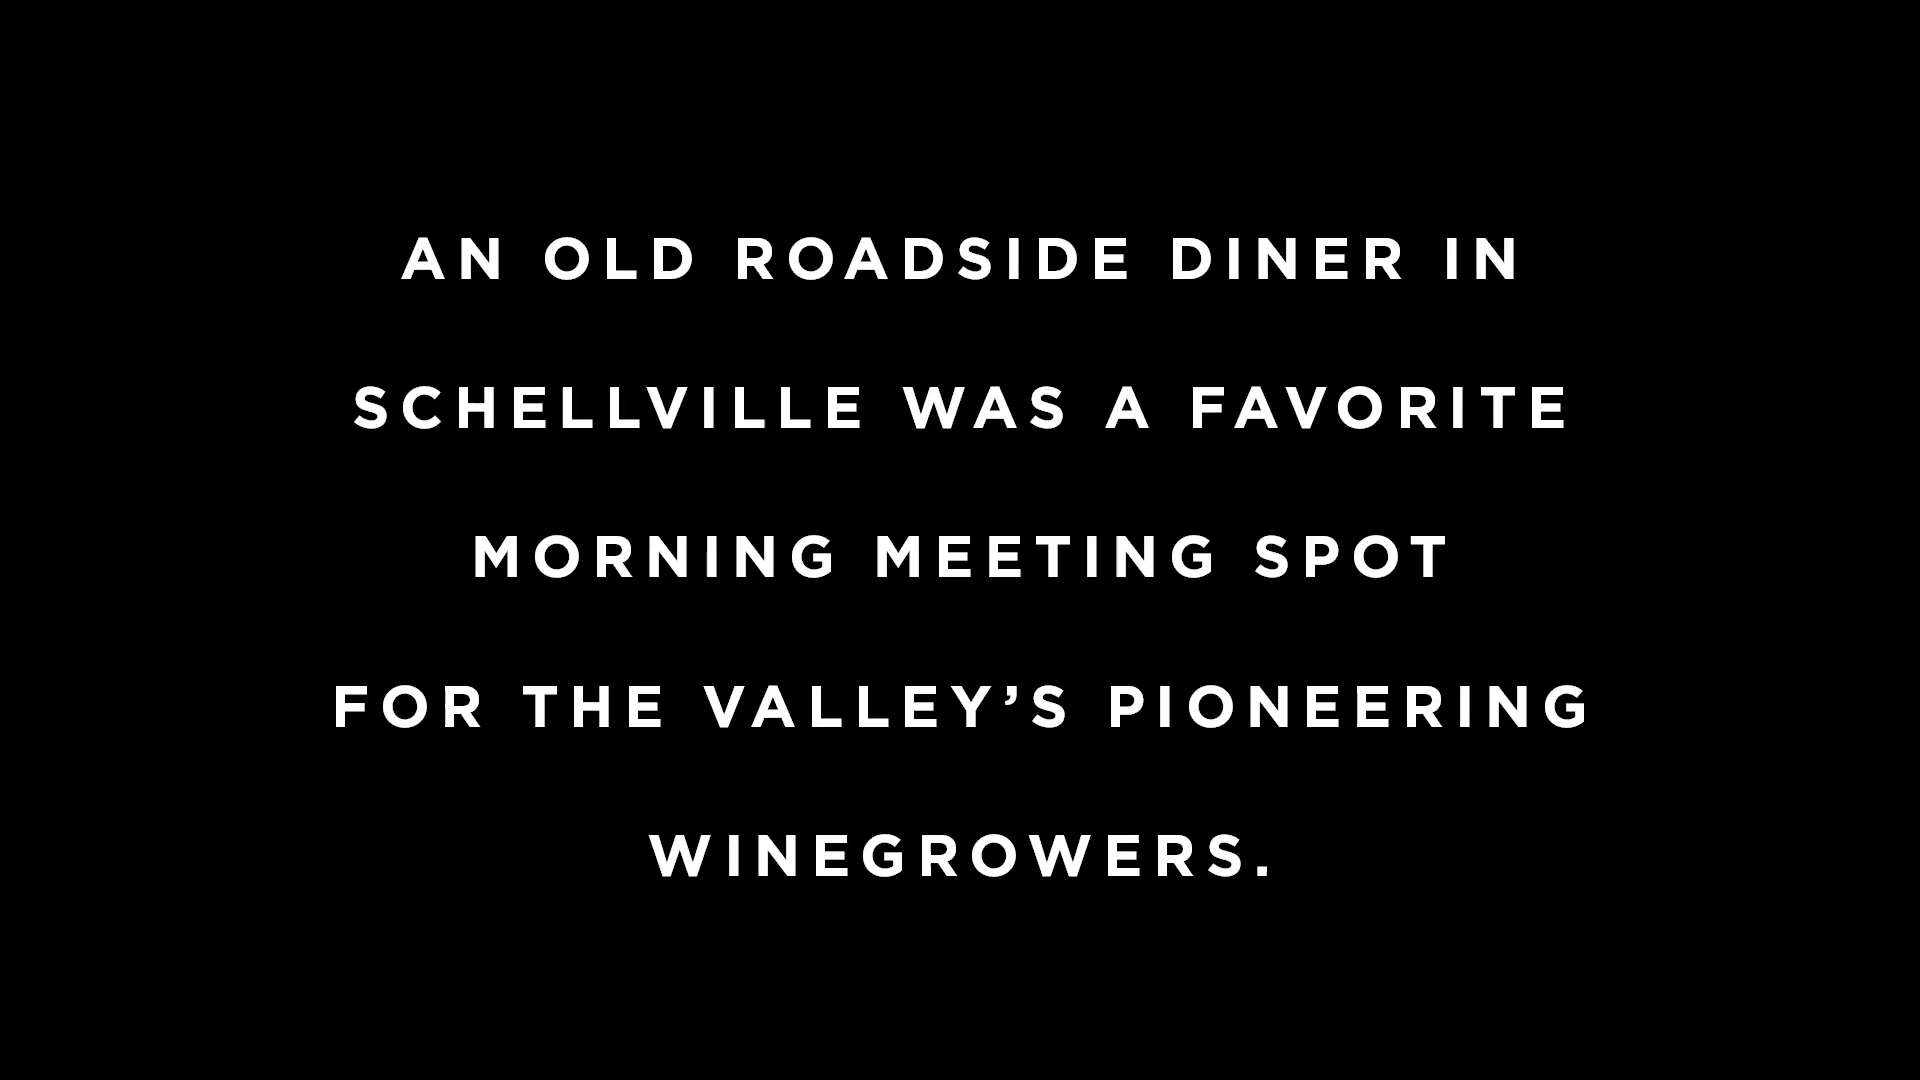 AN OLD ROADSIDE DINER IN
SCHELLVILLE WAS A FAVORITE
MORNING MEETING SPOT
FOR THE VALLEY’S PIONEERING
WINEGROWERS.